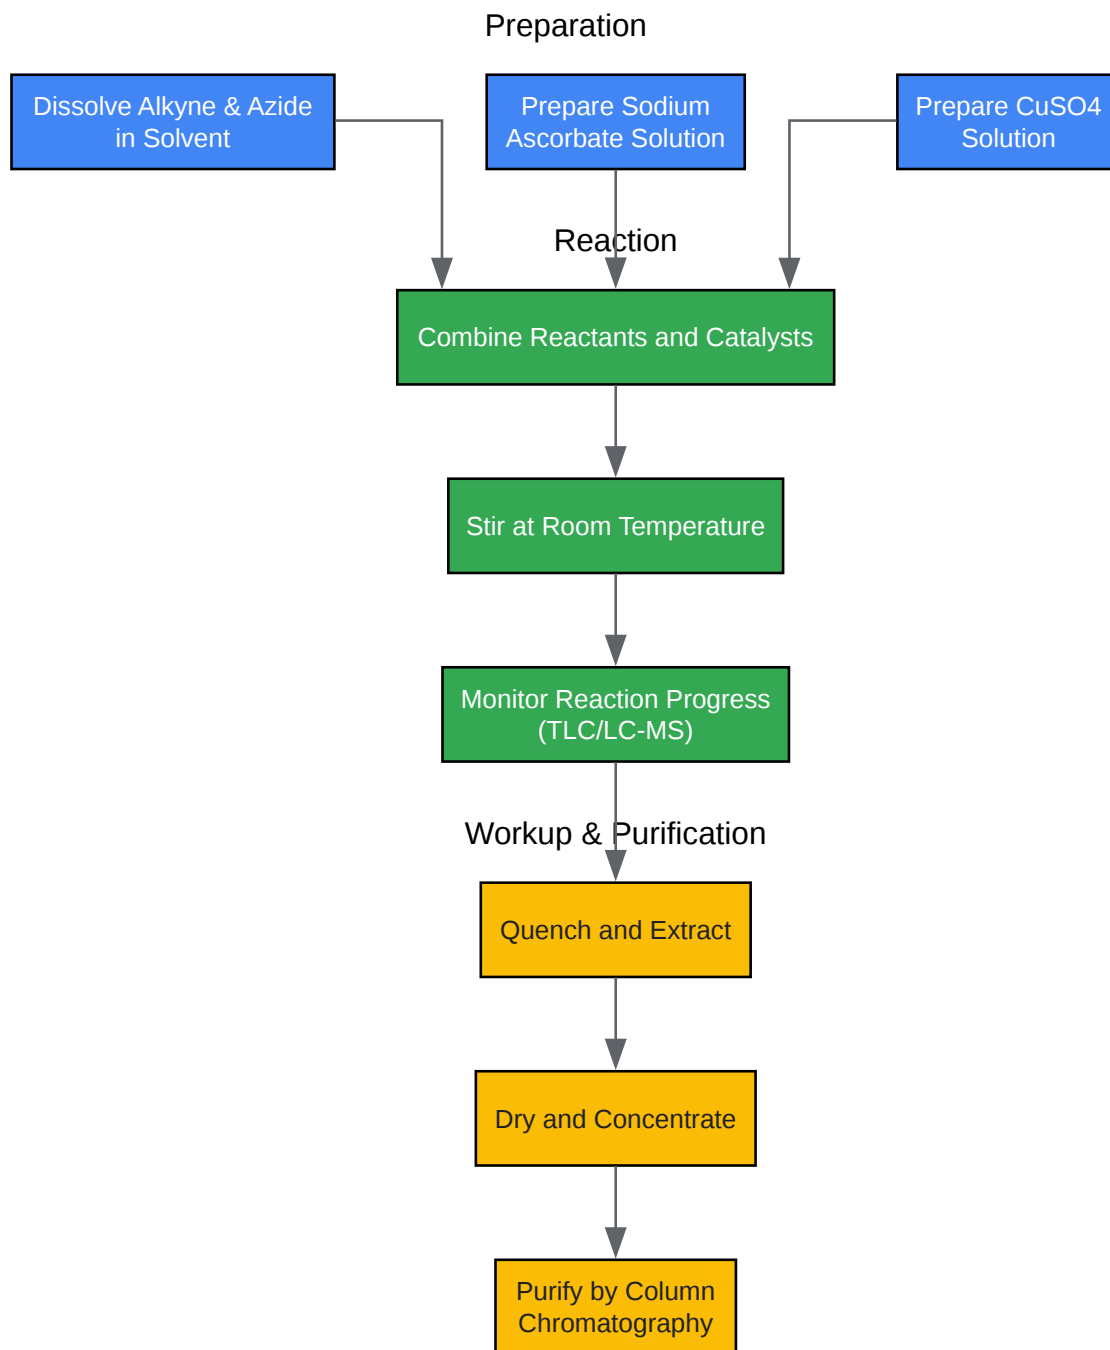 Preparation
Dissolve Alkyne & Azide
in Solvent
Prepare Sodium
Ascorbate Solution
Prepare CuSO4
Solution
Reaction
Combine Reactants and Catalysts
Stir at Room Temperature
Monitor Reaction Progress
(TLC/LC-MS)
Workup & Purification
Quench and Extract
Dry and Concentrate
Purify by Column
Chromatography